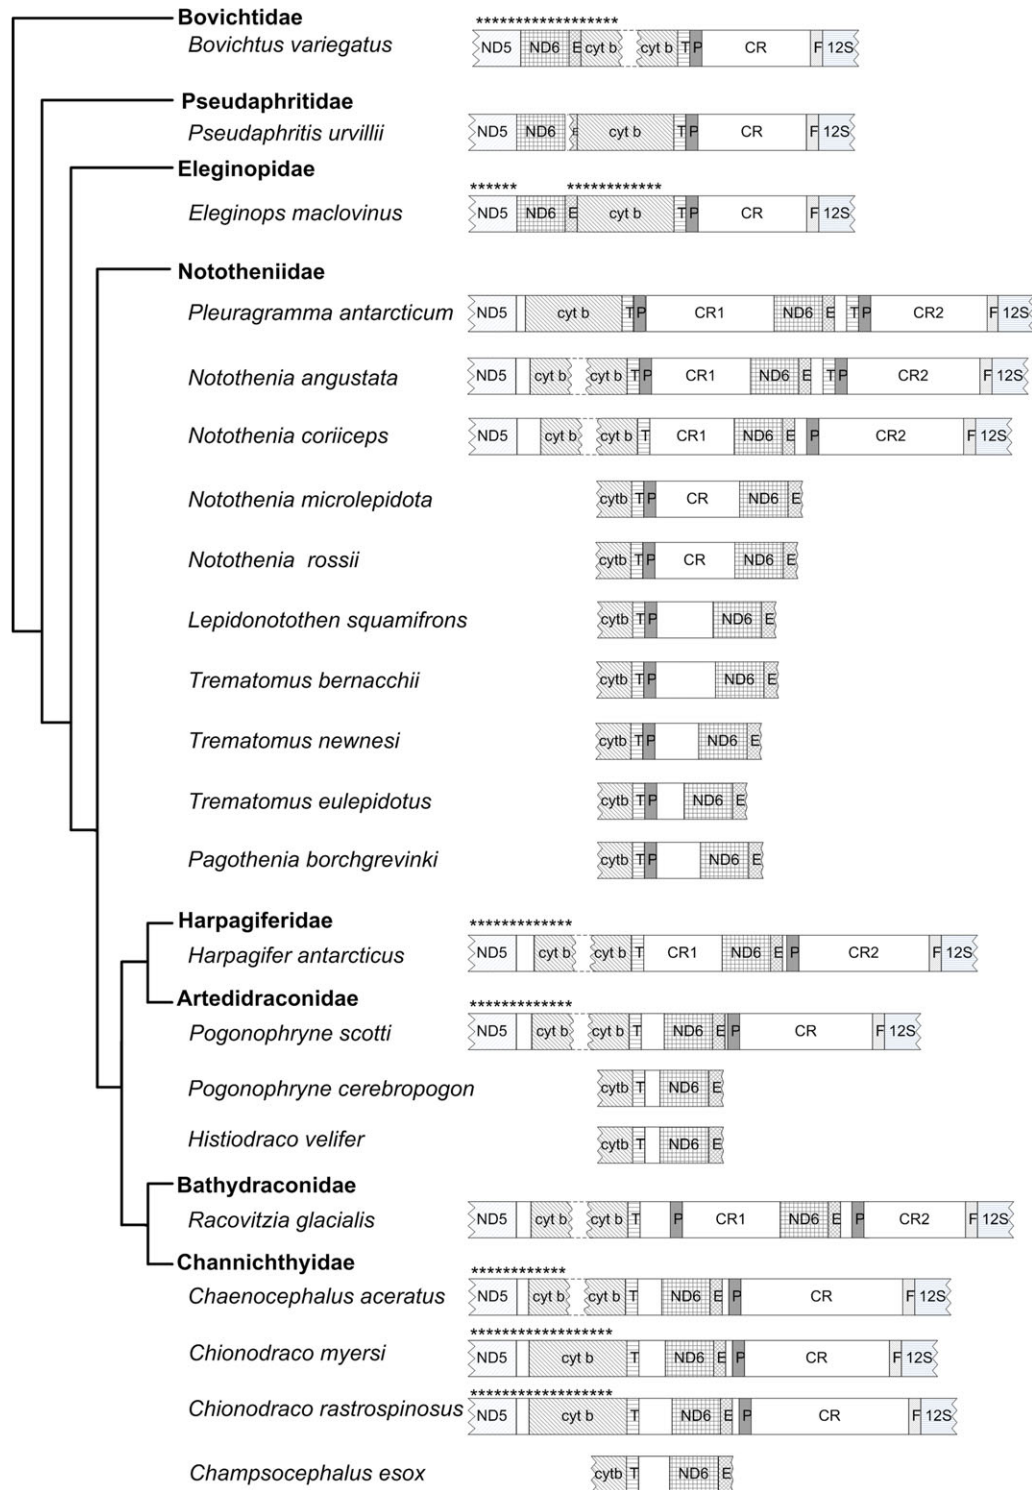 Bovichtidae
******************
Bovichtus variegatus ND5 ND6 E cyt b cyt b T P CR F 12S
Pseudaphritidae
Pseudaphritis urvillii ND5 ND6 E cyt b T P CR F 12S
Eleginopidae
****** ************
Eleginops maclovinus ND5 ND6 E cyt b T P CR F 12S
Nototheniidae
Pleuragramma antarcticum ND5 cyt b T P CR1 ND6 E T P CR2 F 12S
Notothenia angustata ND5 cyt b cyt b T P CR1 ND6 E T P CR2 F 12S
Notothenia coriiceps ND5 cyt b cyt b T CR1 ND6 E P CR2 F 12S
Notothenia microlepidota cytb T P CR ND6 E
Notothenia rossii cytb T P CR ND6 E
Lepidonotothen squamifrons cytb T P ND6 E
Trematomus bernacchii cytb T P ND6 E
Trematomus newnesi cytb T P ND6 E
Trematomus eulepidotus cytb T P ND6 E
Pagothenia borchgrevinki cytb T P ND6 E
Harpagiferidae
*************
Harpagifer antarcticus ND5 cyt b cyt b T CR1 ND6 E P CR2 F 12S
Artedidraconidae
*************
Pogonophryne scotti ND5 cyt b cyt b T ND6 E P CR F 12S
Pogonophryne cerebropogon cytb T ND6 E
Histiodraco velifer cytb T ND6 E
Bathydraconidae
Racovitzia glacialis ND5 cyt b cyt b T P CR1 ND6 E P CR2 F 12S
Channichthyidae
************
Chaenocephalus aceratus ND5 cyt b cyt b T ND6 E P CR F 12S
******************
Chionodraco myersi ND5 cyt b T ND6 E P CR F 12S
******************
Chionodraco rastrospinosus ND5 cyt b T ND6 E P CR F 12S
Champsocephalus esox cytb T ND6 E